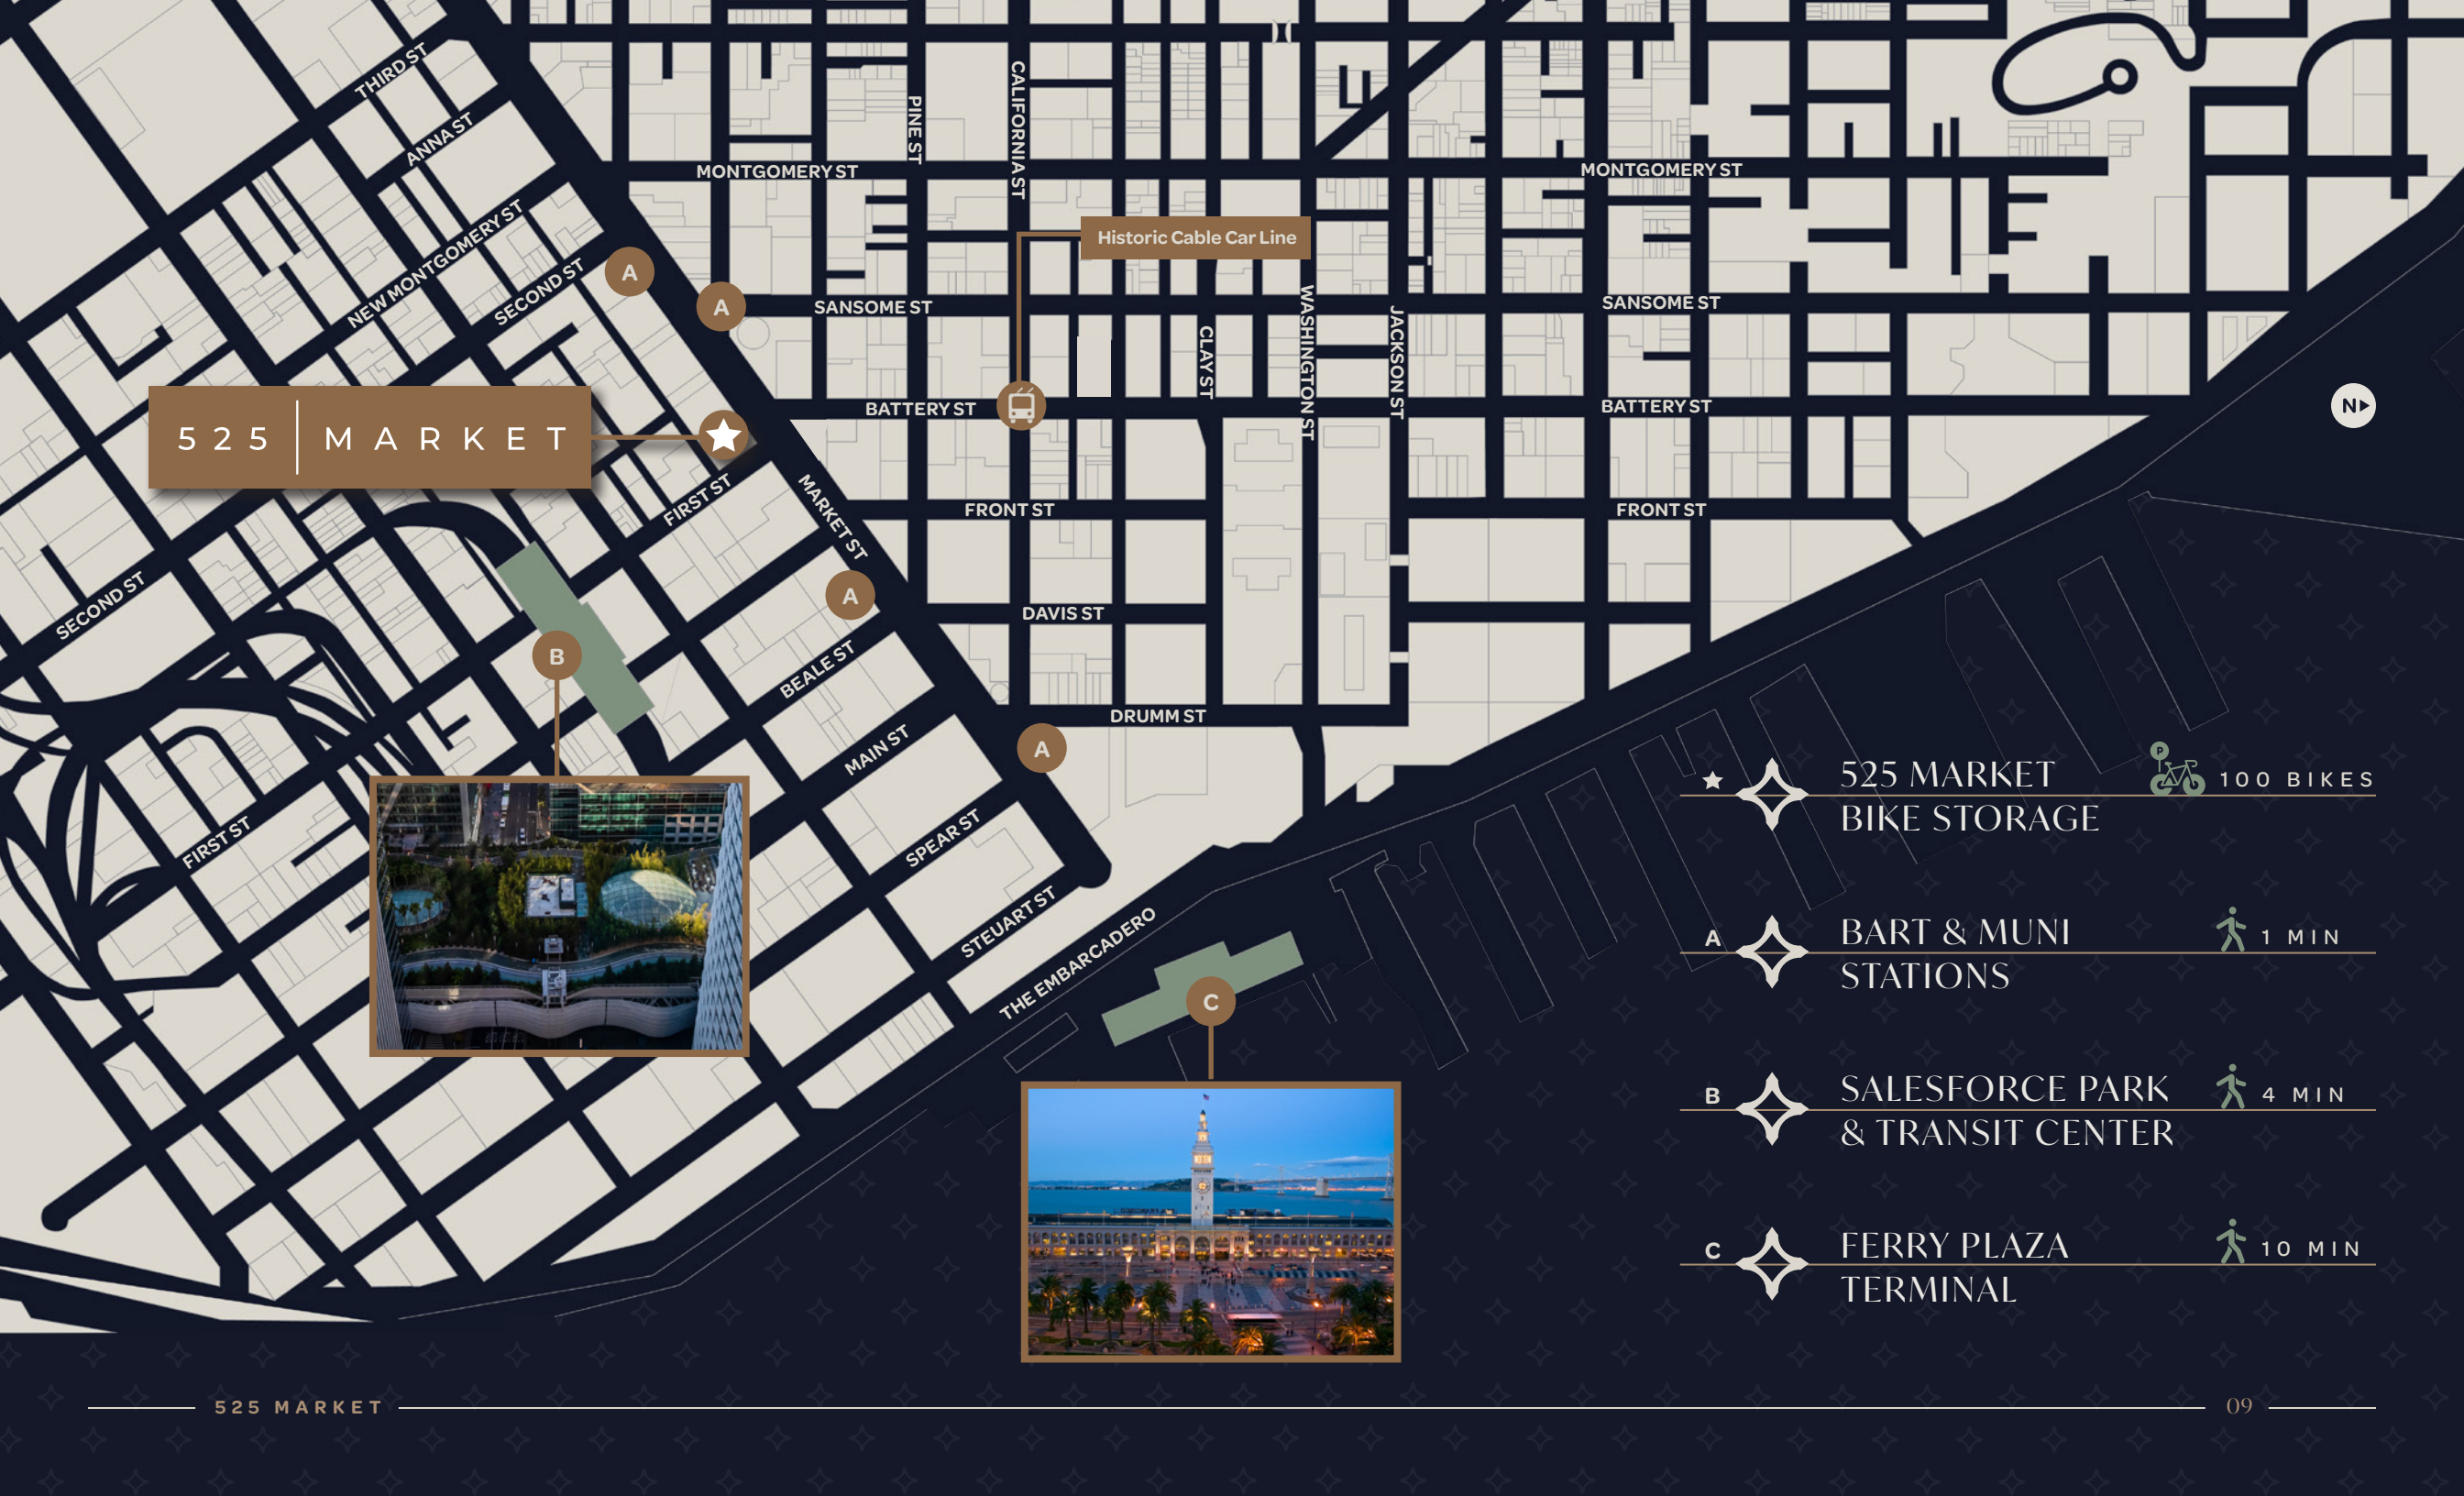 THIRD ST
ANNA ST
NEW MONTGOMERY ST
SECOND ST
PINE ST
CALIFORNIA ST
MONTGOMERY ST
MONTGOMERY ST
Historic Cable Car Line
A
A
SANSOME ST
SANSOME ST
CLAY ST
WASHINGTON ST
JACKSON ST
BATTERY ST
BATTERY ST
N
525 | MARKET
FIRST ST
MARKET ST
FRONT ST
FRONT ST
SECOND ST
A
DAVIS ST
B
BEALE ST
DRUMM ST
MAIN ST
A
FIRST ST
SPEAR ST
STEUART ST
THE EMBARCADERO
C
525 MARKET
BIKE STORAGE
P
100 BIKES
A
BART & MUNI
STATIONS
1 MIN
B
SALESFORCE PARK
& TRANSIT CENTER
4 MIN
C
FERRY PLAZA
TERMINAL
10 MIN
525 MARKET
09